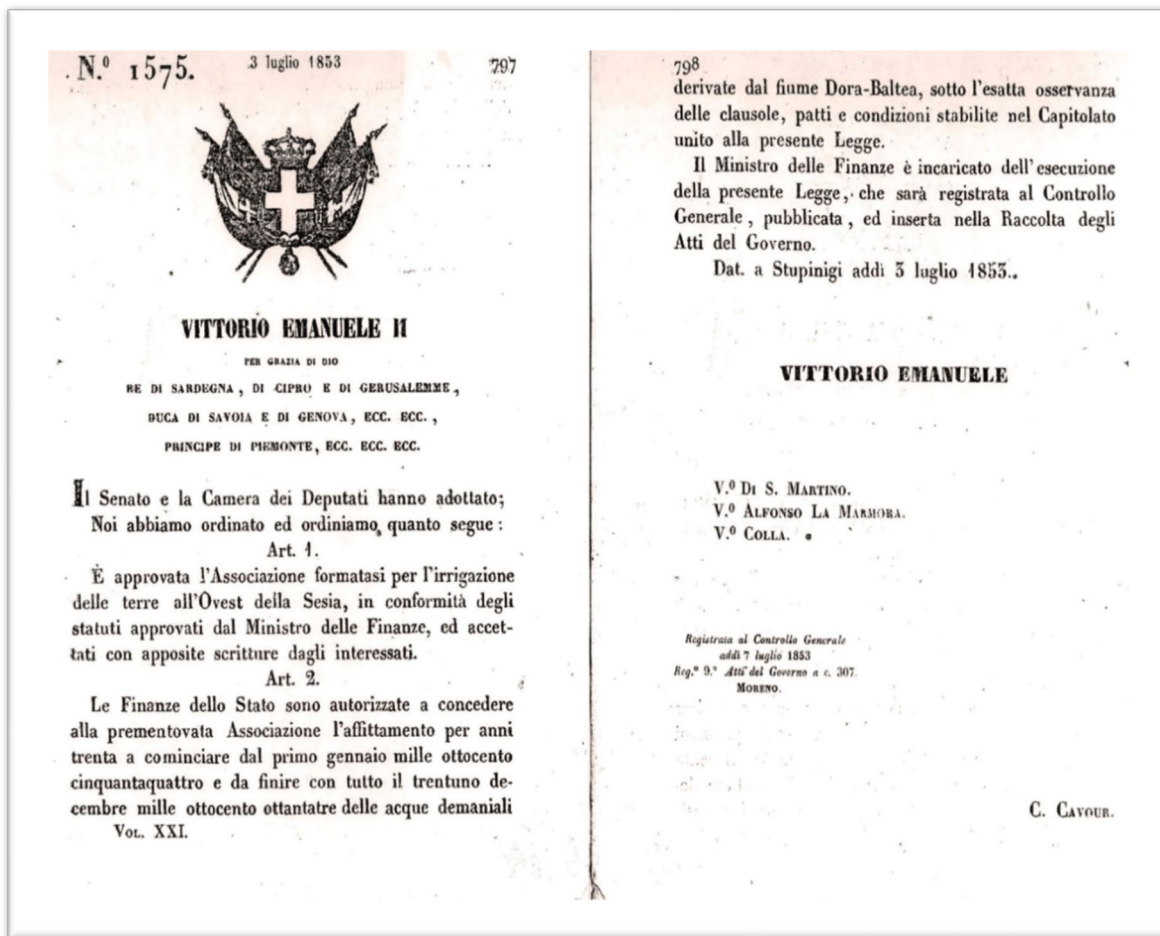 N.º 1575.
3 luglio 1853
797
VITTORIO EMANUELE II
PER GRAZIA DI DIO
RE DI SARDEGNA, DI CIPRO E DI GERUSALEMME,
DUCA DI SAVOIA E DI GENOVA, ECC. ECC.,
PRINCIPE DI PIEMONTE, ECC. ECC. ECC.
Il Senato e la Camera dei Deputati hanno adottato;
Noi abbiamo ordinato ed ordiniamo quanto segue:
Art. 1.
È approvata l'Associazione formatasi per l'irrigazione
delle terre all'Ovest della Sesia, in conformità degli
statuti approvati dal Ministro delle Finanze, ed accet-
tati con apposite scritture dagli interessati.
Art. 2.
Le Finanze dello Stato sono autorizzate a concedere
alla prementovata Associazione l'affittamento per anni
trenta a cominciare dal primo gennaio mille ottocento
cinquantaquattro e da finire con tutto il trentuno de-
cembre mille ottocento ottantatre delle acque demaniali
VOL. XXI.
798
derivate dal fiume Dora-Baltea, sotto l'esatta osservanza
delle clausole, patti e condizioni stabilite nel Capitolato
unito alla presente Legge.
Il Ministro delle Finanze è incaricato dell'esecuzione
della presente Legge, che sarà registrata al Controllo
Generale, pubblicata, ed inserta nella Raccolta degli
Atti del Governo.
Dat. a Stupinigi addì 3 luglio 1853.
VITTORIO EMANUELE
V.º DI S. MARTINO.
V.º ALFONSO LA MARMORA.
V.º COLLA.
Registrata al Controllo Generale
addì 7 luglio 1853
Reg.º 9.º Atti del Governo a c. 307.
MORENO.
C. CAVOUR.